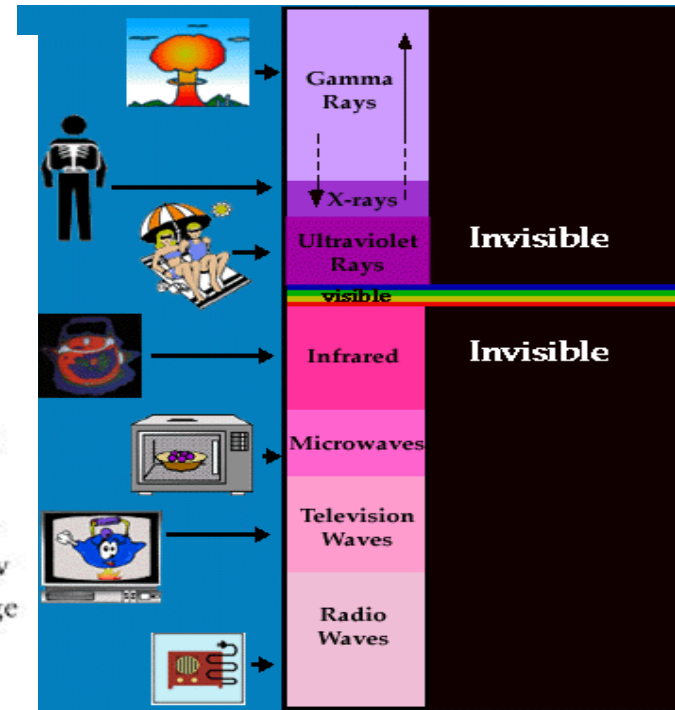 Gamma
Rays
X-rays
Ultraviolet
Rays
Invisible
visible
Infrared
Invisible
Microwaves
Television
Waves
Radio
Waves